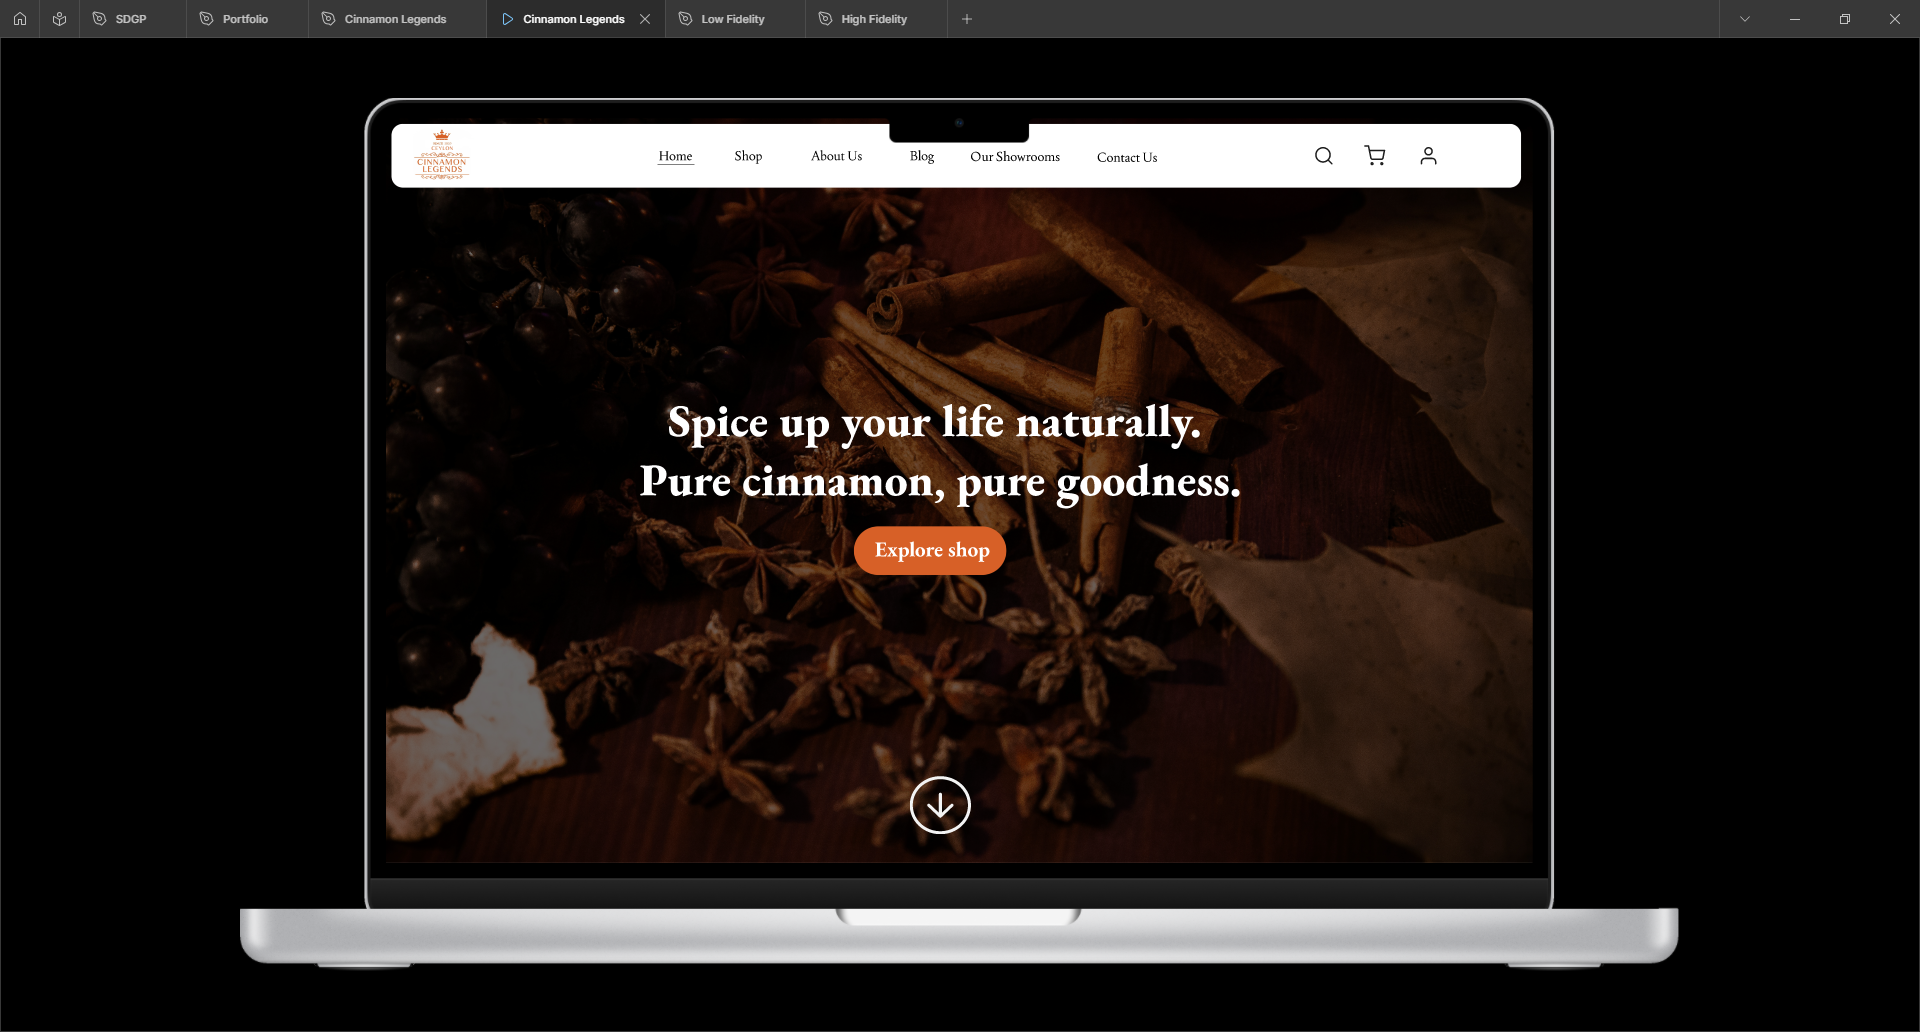 SDGP
Portfolio
Cinnamon Legends
Cinnamon Legends
Low Fidelity
High Fidelity
CEYLON
CINNAMON
LEGENDS
Home
Shop
About Us
Blog
Our Showrooms
Contact Us
Spice up your life naturally.
Pure cinnamon, pure goodness.
Explore shop